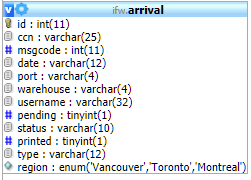 ifw.arrival
id : int(11)
ccn : varchar(25)
msgcode : int(11)
date : varchar(12)
port : varchar(4)
warehouse : varchar(4)
username : varchar(32)
pending : tinyint(1)
status : varchar(10)
printed : tinyint(1)
type : varchar(12)
region : enum('Vancouver','Toronto','Montreal')